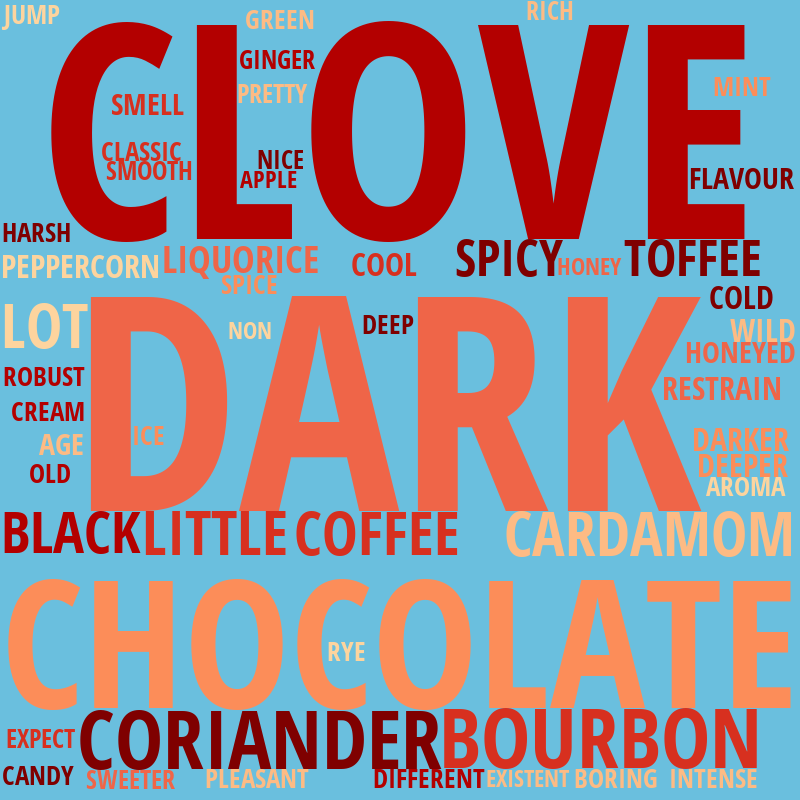 JUMP
GREEN
RICH
CLOVE
GINGER
PRETTY
MINT
SMELL
CLASSIC
SMOOTH
NICE
APPLE
FLAVOUR
HARSH
PEPPERCORN
LIQUORICE
SPICE
COOL
SPICY
HONEY
TOFFEE
COLD
LOT
NON
DEEP
WILD
HONEYED
DARK
ROBUST
RESTRAIN
CREAM
AGE
ICE
DARKER
DEEPER
OLD
AROMA
BLACK
LITTLE
COFFEE
CARDAMOM
CHOCOLATE
RYE
EXPECT
CORIANDER
BOURBON
CANDY
SWEETER
PLEASANT
DIFFERENT
EXISTENT
BORING
INTENSE